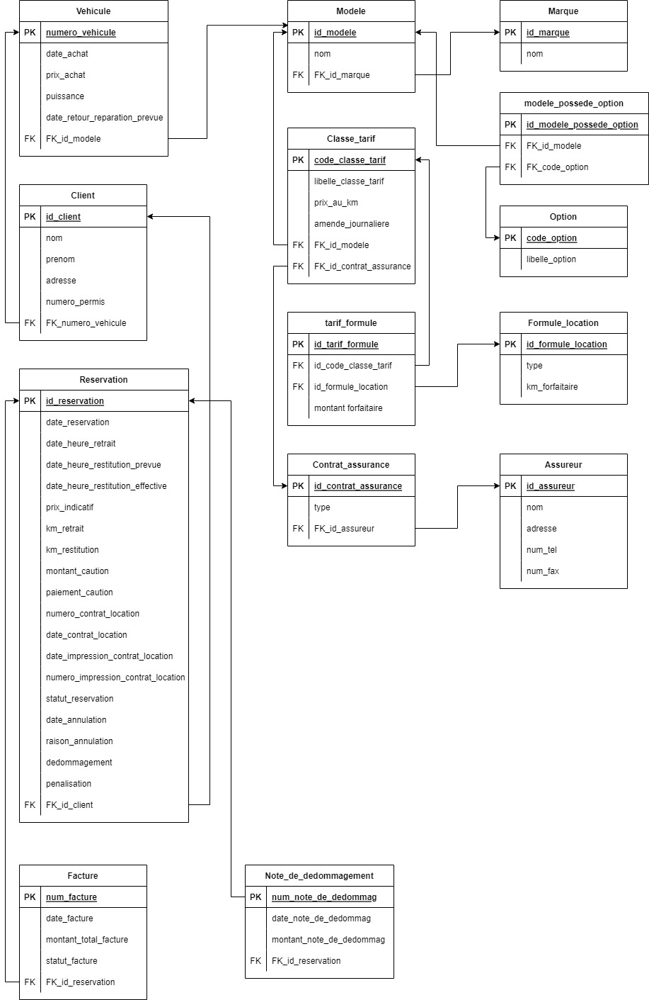 Vehicule
PK numero_vehicule
date_achat
prix_achat
puissance
date_retour_reparation_prevue
FK FK_id_modele
Client
PK id_client
nom
prenom
adresse
numero_permis
FK FK_numero_vehicule
Reservation
PK id_reservation
date_reservation
date_heure_retrait
date_heure_restitution_prevue
date_heure_restitution_effective
prix_indicatif
km_retrait
km_restitution
montant_caution
paiement_caution
numero_contrat_location
date_contrat_location
date_impression_contrat_location
numero_impression_contrat_location
statut_reservation
date_annulation
raison_annulation
dedommagement
penalisation
FK FK_id_client
Facture
PK num_facture
date_facture
montant_total_facture
statut_facture
FK FK_id_reservation
Modele
PK id_modele
nom
FK FK_id_marque
Classe_tarif
PK code_classe_tarif
libelle_classe_tarif
prix_au_km
amende_journaliere
FK FK_id_modele
FK FK_id_contrat_assurance
tarif_formule
PK id_tarif_formule
FK id_code_classe_tarif
FK id_formule_location
montant forfaitaire
Contrat_assurance
PK id_contrat_assurance
type
FK FK_id_assureur
Note_de_dedommagement
PK num_note_de_dedommag
date_note_de_dedommag
montant_note_de_dedommag
FK FK_id_reservation
Marque
PK id_marque
nom
modele_possede_option
PK id_modele_possede_option
FK FK_id_modele
FK FK_code_option
Option
PK code_option
libelle_option
Formule_location
PK id_formule_location
type
km_forfaitaire
Assureur
PK id_assureur
nom
adresse
num_tel
num_fax